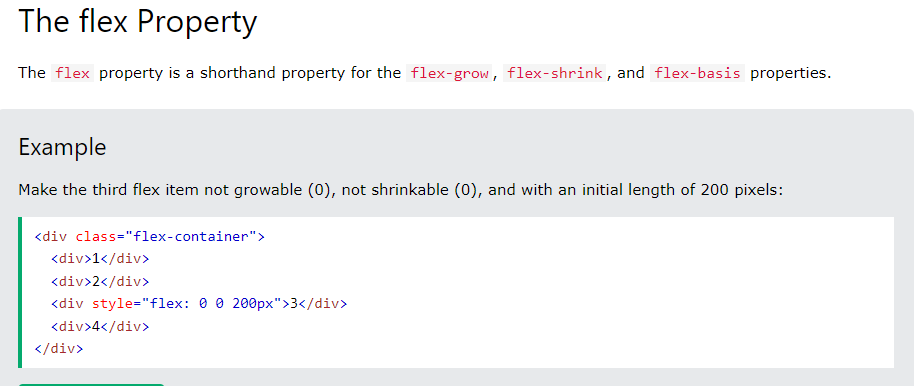 The flex Property
The flex property is a shorthand property for the flex-grow, flex-shrink, and flex-basis properties.
Example
Make the third flex item not growable (0), not shrinkable (0), and with an initial length of 200 pixels:
<div class="flex-container">
  <div>1</div>
  <div>2</div>
  <div style="flex: 0 0 200px">3</div>
  <div>4</div>
</div>